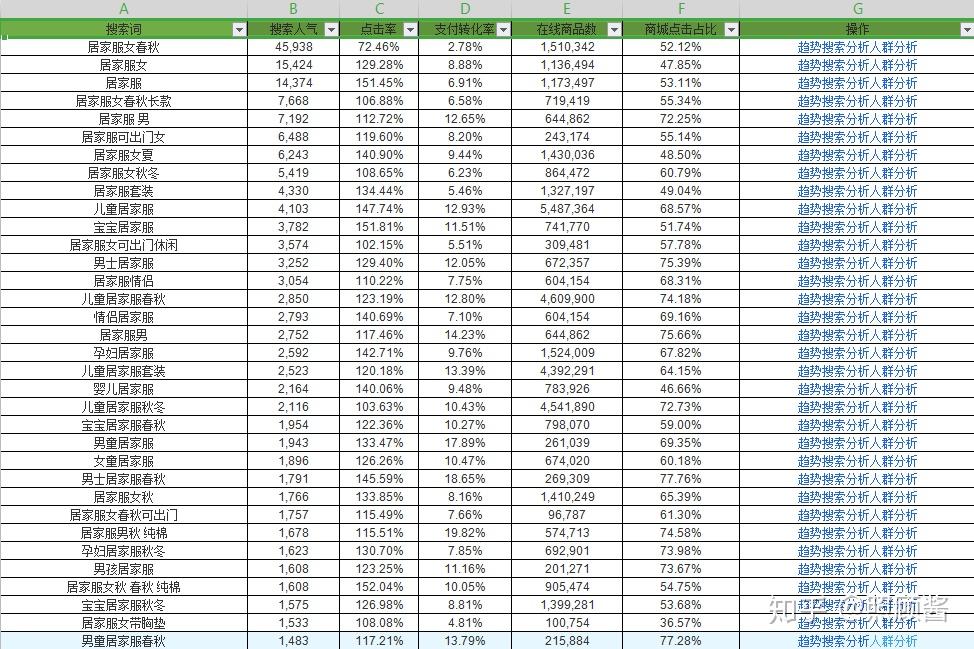 A B C D E F G
搜索词 搜索人气 点击率 支付转化率 在线商品数 商城点击占比 操作
居家服女春秋 45,938 72.46% 2.78% 1,510,342 52.12% 趋势搜索分析人群分析
居家服女 15,424 129.28% 8.88% 1,136,494 47.85% 趋势搜索分析人群分析
居家服 14,374 151.45% 6.91% 1,173,497 53.11% 趋势搜索分析人群分析
居家服女春秋长款 7,668 106.88% 6.58% 719,419 55.34% 趋势搜索分析人群分析
居家服 男 7,192 112.72% 12.65% 644,862 72.25% 趋势搜索分析人群分析
居家服可出门女 6,488 119.60% 8.20% 243,174 55.14% 趋势搜索分析人群分析
居家服女夏 6,243 140.90% 9.44% 1,430,036 48.50% 趋势搜索分析人群分析
居家服女秋冬 5,419 108.65% 6.23% 864,472 60.79% 趋势搜索分析人群分析
居家服套装 4,330 134.44% 5.46% 1,327,197 49.04% 趋势搜索分析人群分析
儿童居家服 4,103 147.74% 12.93% 5,487,364 68.57% 趋势搜索分析人群分析
宝宝居家服 3,782 151.81% 11.51% 741,770 51.74% 趋势搜索分析人群分析
居家服女可出门休闲 3,574 102.15% 5.51% 309,481 57.78% 趋势搜索分析人群分析
男士居家服 3,252 129.40% 12.05% 672,357 75.39% 趋势搜索分析人群分析
居家服情侣 3,054 110.22% 7.75% 604,154 68.31% 趋势搜索分析人群分析
儿童居家服春秋 2,850 123.19% 12.80% 4,609,900 74.18% 趋势搜索分析人群分析
情侣居家服 2,793 140.69% 7.10% 604,154 69.16% 趋势搜索分析人群分析
居家服男 2,752 117.46% 14.23% 644,862 75.66% 趋势搜索分析人群分析
孕妇居家服 2,592 142.71% 9.76% 1,524,009 67.82% 趋势搜索分析人群分析
儿童居家服套装 2,523 120.18% 13.39% 4,392,291 64.15% 趋势搜索分析人群分析
婴儿居家服 2,164 140.06% 9.48% 783,926 46.66% 趋势搜索分析人群分析
儿童居家服秋冬 2,116 103.63% 10.43% 4,541,890 72.73% 趋势搜索分析人群分析
宝宝居家服春秋 1,954 122.36% 10.27% 798,070 59.00% 趋势搜索分析人群分析
男童居家服 1,943 133.47% 17.89% 261,039 69.35% 趋势搜索分析人群分析
女童居家服 1,896 126.26% 10.47% 674,020 60.18% 趋势搜索分析人群分析
男士居家服春秋 1,791 145.59% 18.65% 269,309 77.76% 趋势搜索分析人群分析
居家服女秋 1,766 133.85% 8.16% 1,410,249 65.39% 趋势搜索分析人群分析
居家服女春秋可出门 1,757 115.49% 7.66% 96,787 61.30% 趋势搜索分析人群分析
居家服男秋 纯棉 1,678 115.51% 19.82% 574,713 74.58% 趋势搜索分析人群分析
孕妇居家服秋冬 1,623 130.70% 7.85% 692,901 73.98% 趋势搜索分析人群分析
男孩居家服 1,608 123.25% 11.16% 201,271 73.67% 趋势搜索分析人群分析
居家服女秋 春秋 纯棉 1,608 152.04% 10.05% 905,474 54.75% 趋势搜索分析人群分析
宝宝居家服秋冬 1,575 126.98% 8.81% 1,399,281 53.68% 趋势搜索分析人群分析
居家服女带胸垫 1,533 108.08% 4.81% 100,754 36.57% 趋势搜索分析人群分析
男童居家服春秋 1,483 117.21% 13.79% 215,884 77.28% 趋势搜索分析人群分析
知乎 @照顾酱